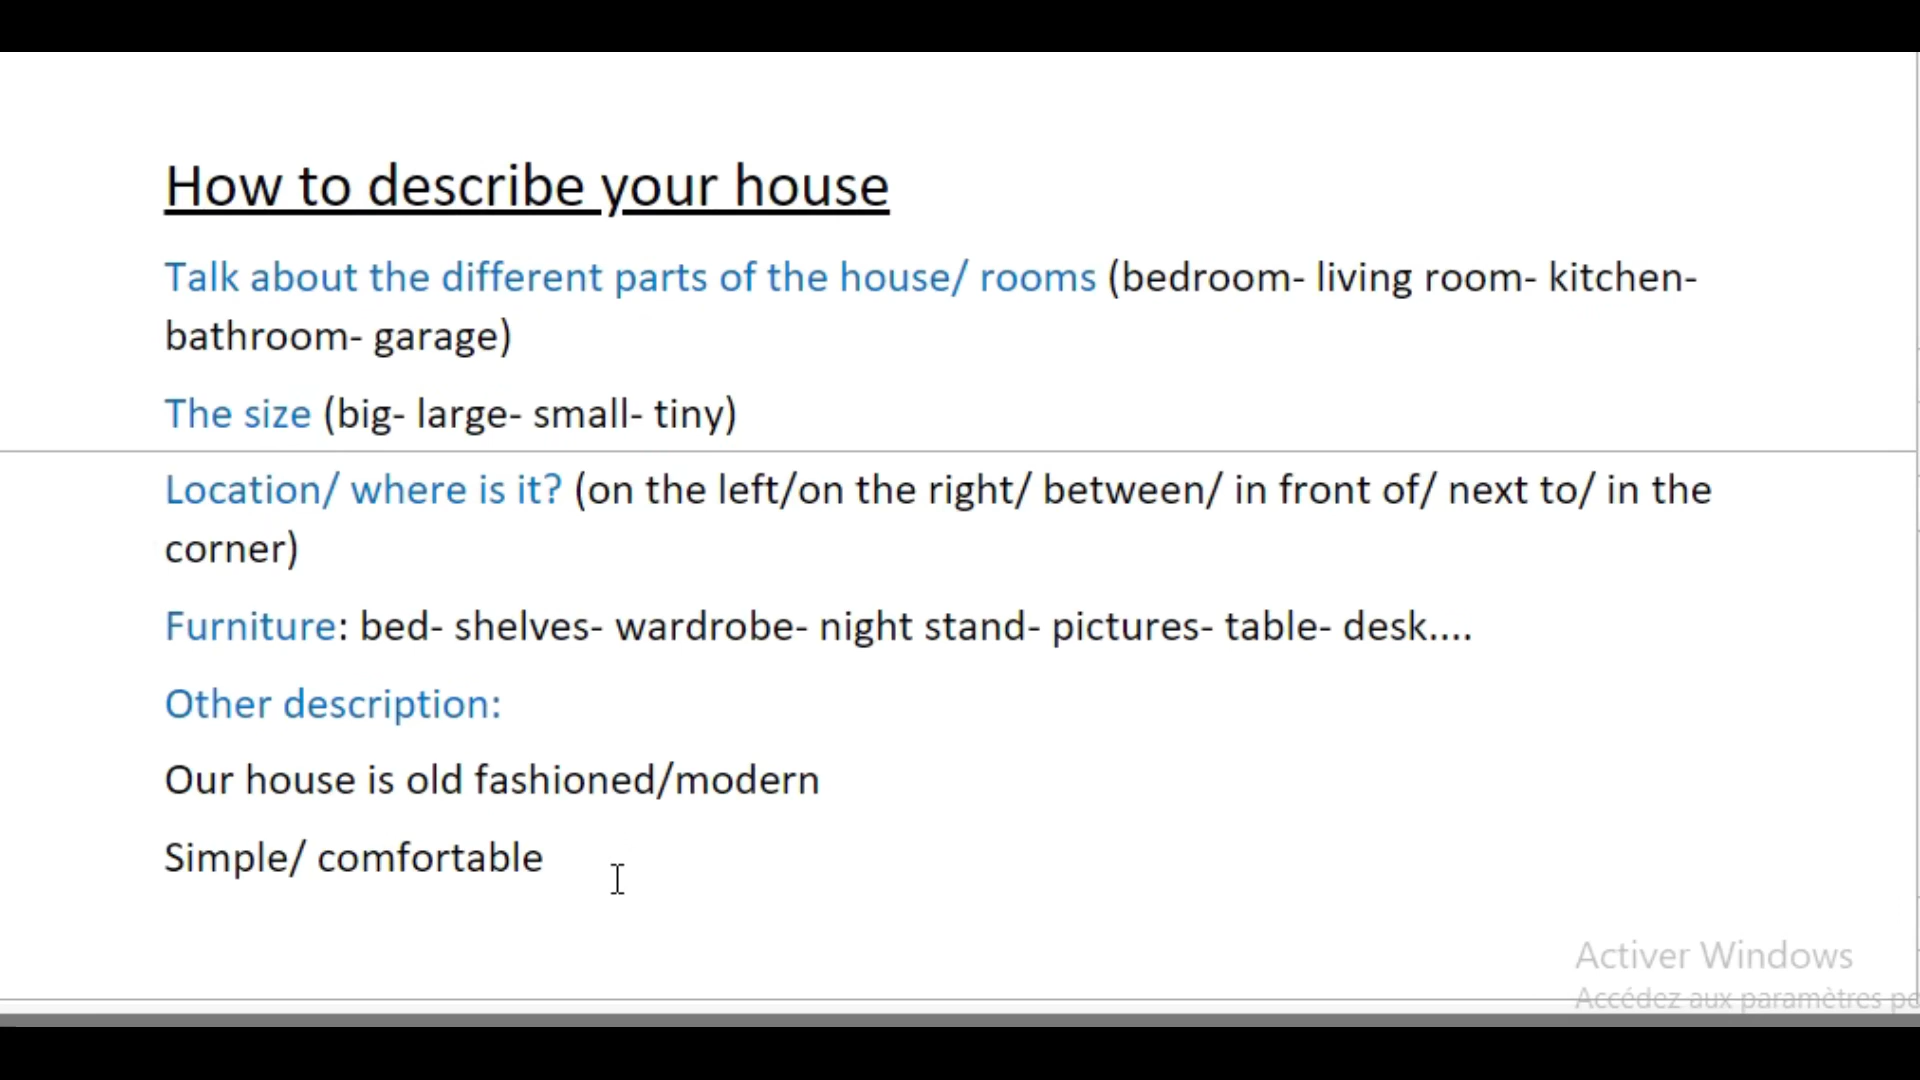 How to describe your house
Talk about the different parts of the house/ rooms (bedroom- living room- kitchen-
bathroom- garage)
The size (big- large- small- tiny)
Location/ where is it? (on the left/on the right/ between/ in front of/ next to/ in the
corner)
Furniture: bed- shelves- wardrobe- night stand- pictures- table- desk....
Other description:
Our house is old fashioned/modern
Simple/ comfortable
Activer Windows
Accédez aux paramètres